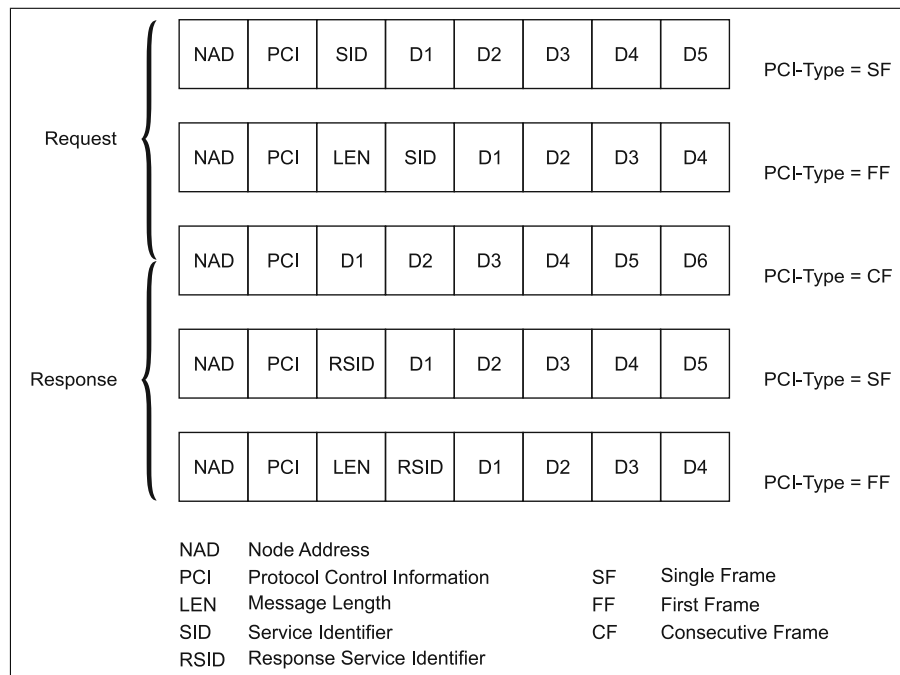 NAD PCI SID D1 D2 D3 D4 D5 PCI-Type = SF
Request
NAD PCI LEN SID D1 D2 D3 D4 PCI-Type = FF
NAD PCI D1 D2 D3 D4 D5 D6 PCI-Type = CF
Response
NAD PCI RSID D1 D2 D3 D4 D5 PCI-Type = SF
NAD PCI LEN RSID D1 D2 D3 D4 PCI-Type = FF
NAD Node Address
PCI Protocol Control Information SF Single Frame
LEN Message Length FF First Frame
SID Service Identifier CF Consecutive Frame
RSID Response Service Identifier